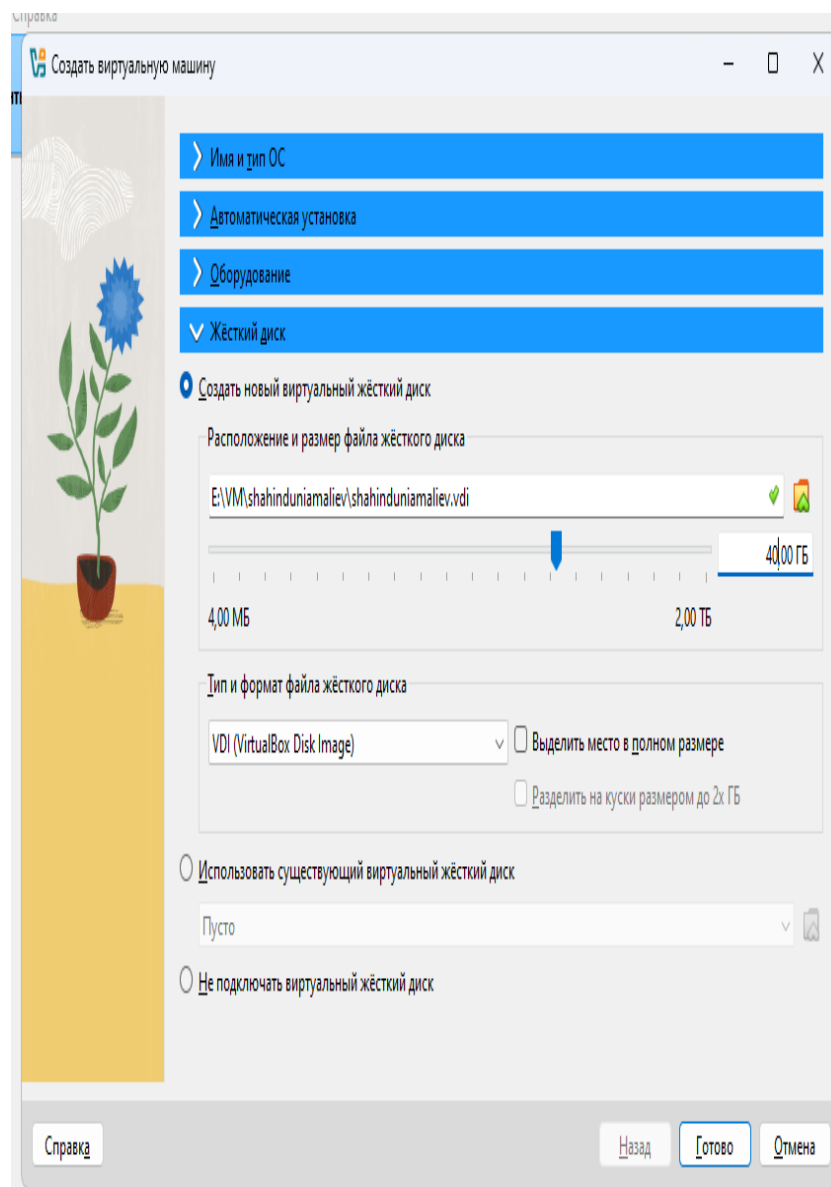 Справка
Создать виртуальную машину
Имя и тип ОС
Автоматическая установка
Оборудование
Жёсткий диск
Создать новый виртуальный жёсткий диск
Расположение и размер файла жёсткого диска
E:\VM\shahinduniamaliev\shahinduniamaliev.vdi
40,00 ГБ
4,00 МБ 2,00 ТБ
Тип и формат файла жёсткого диска
VDI (VirtualBox Disk Image) Выделить место в полном размере
Разделить на куски размером до 2х ГБ
Использовать существующий виртуальный жёсткий диск
Пусто
Не подключать виртуальный жёсткий диск
Справка Назад Готово Отмена